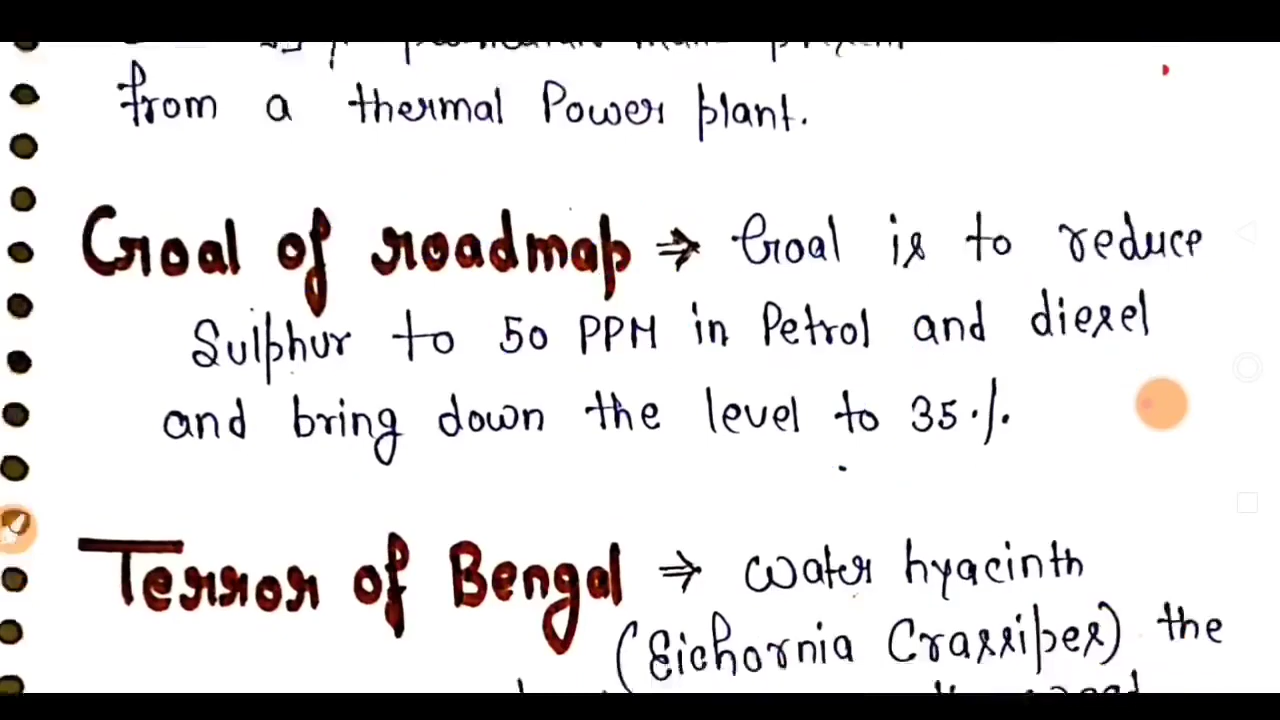 from a thermal Power plant.
Goal of roadmap ⇒ Goal is to reduce
Sulphur to 50 PPM in Petrol and diesel
and bring down the level to 35%.
Terror of Bengal → Water hyacinth
(Eichornia Crassipes) the